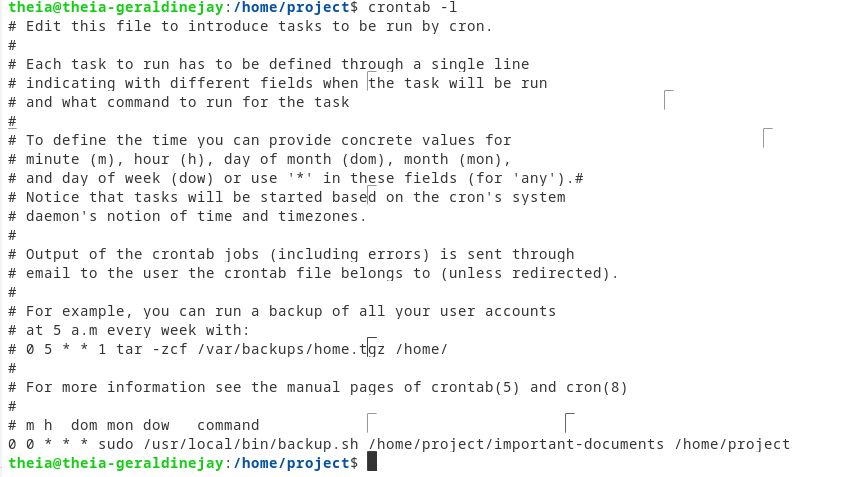 theia@theia-geraldinejay:/home/project$ crontab -l
# Edit this file to introduce tasks to be run by cron.
#
# Each task to run has to be defined through a single line
# indicating with different fields when the task will be run
# and what command to run for the task
#
# To define the time you can provide concrete values for
# minute (m), hour (h), day of month (dom), month (mon),
# and day of week (dow) or use '*' in these fields (for 'any').#
# Notice that tasks will be started based on the cron's system
# daemon's notion of time and timezones.
#
# Output of the crontab jobs (including errors) is sent through
# email to the user the crontab file belongs to (unless redirected).
#
# For example, you can run a backup of all your user accounts
# at 5 a.m every week with:
# 0 5 * * 1 tar -zcf /var/backups/home.tgz /home/
#
# For more information see the manual pages of crontab(5) and cron(8)
#
# m h  dom mon dow   command
0 0 * * * sudo /usr/local/bin/backup.sh /home/project/important-documents /home/project
theia@theia-geraldinejay:/home/project$